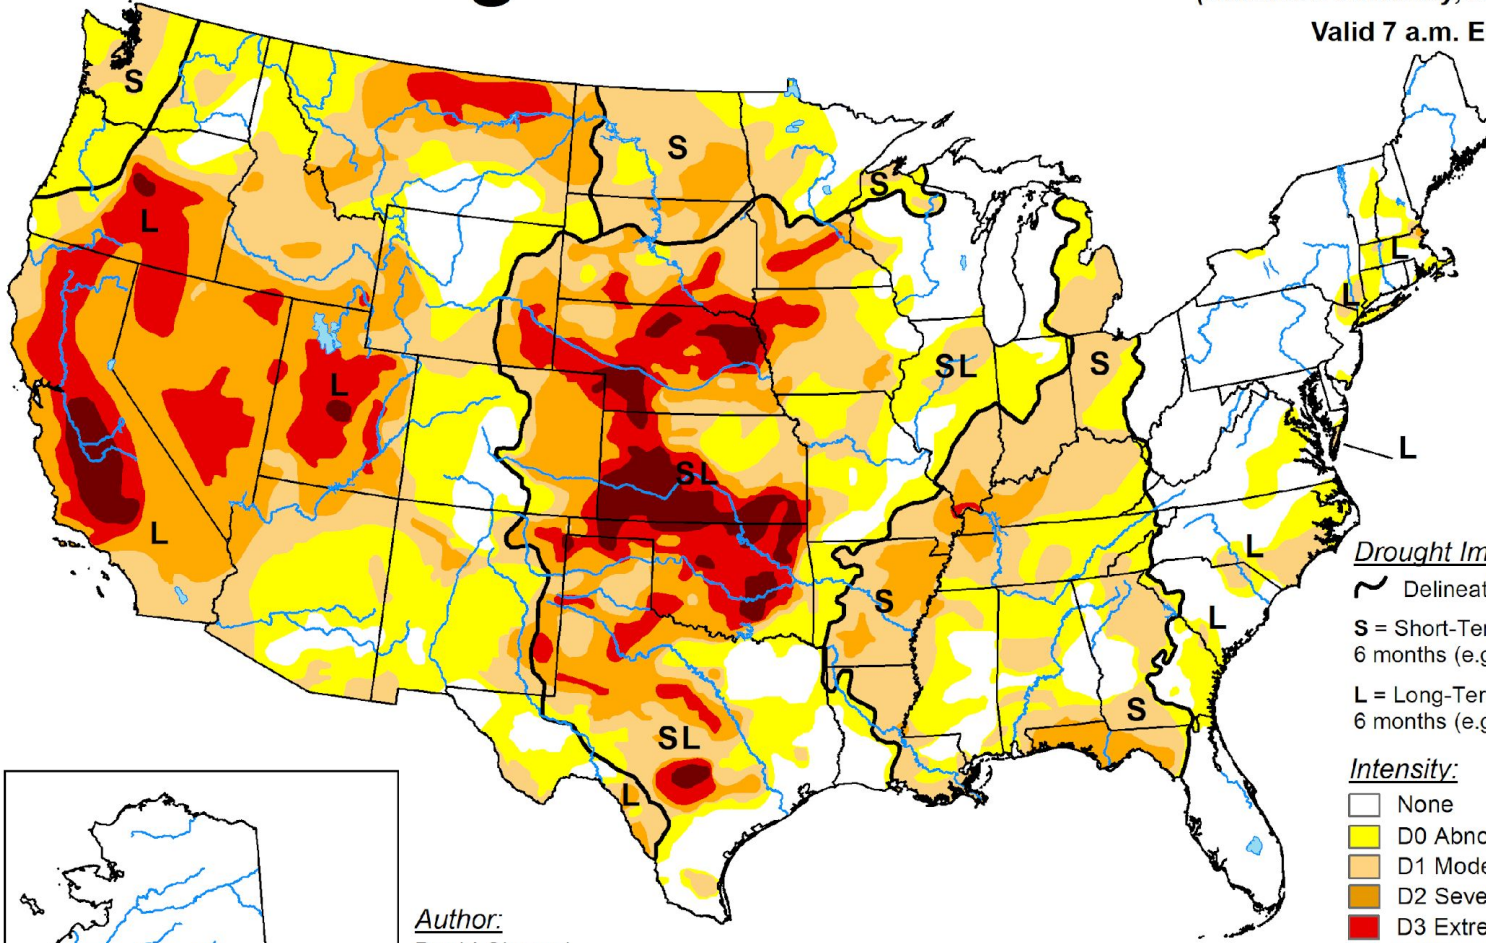 Valid 7 a.m. E
S
S
S
L
L
L
L
SL
S
L
L
SL
L
L
S
L
S
SL
L
Drought Im
Delineat
S = Short-Ter
6 months (e.g
L = Long-Ter
6 months (e.g
Intensity:
None
D0 Abno
D1 Mode
D2 Seve
D3 Extre
Author: